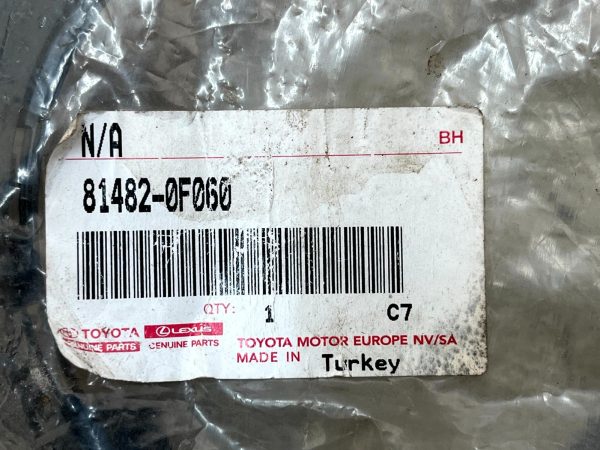 N/A
BH
81482-0F060
QTY: 1 C7
TOYOTA LEXUS
GENUINE PARTS GENUINE PARTS
TOYOTA MOTOR EUROPE NV/SA
MADE IN Turkey